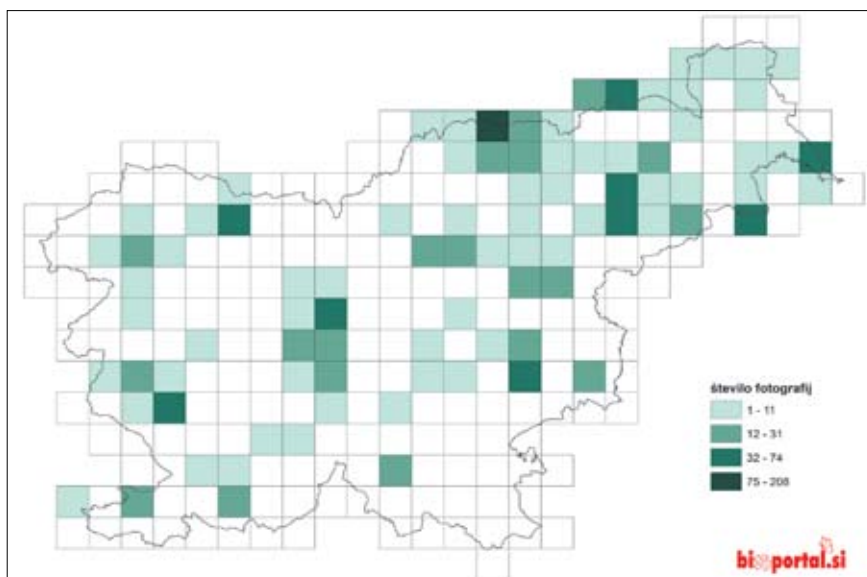 število fotografij
1 - 11
12 - 31
32 - 74
75 - 208
bioportal.si